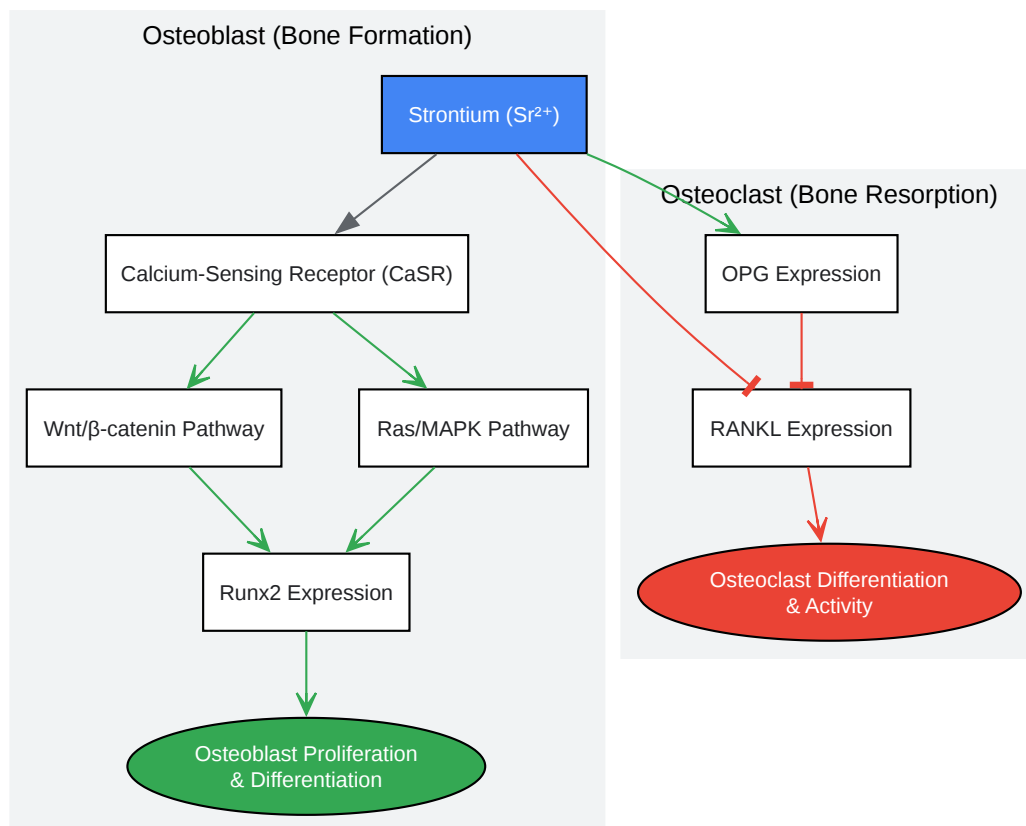 Osteoblast (Bone Formation)
Strontium (Sr²⁺)
Osteoclast (Bone Resorption)
Calcium-Sensing Receptor (CaSR)
OPG Expression
Wnt/β-catenin Pathway
Ras/MAPK Pathway
RANKL Expression
Runx2 Expression
Osteoclast Differentiation
& Activity
Osteoblast Proliferation
& Differentiation